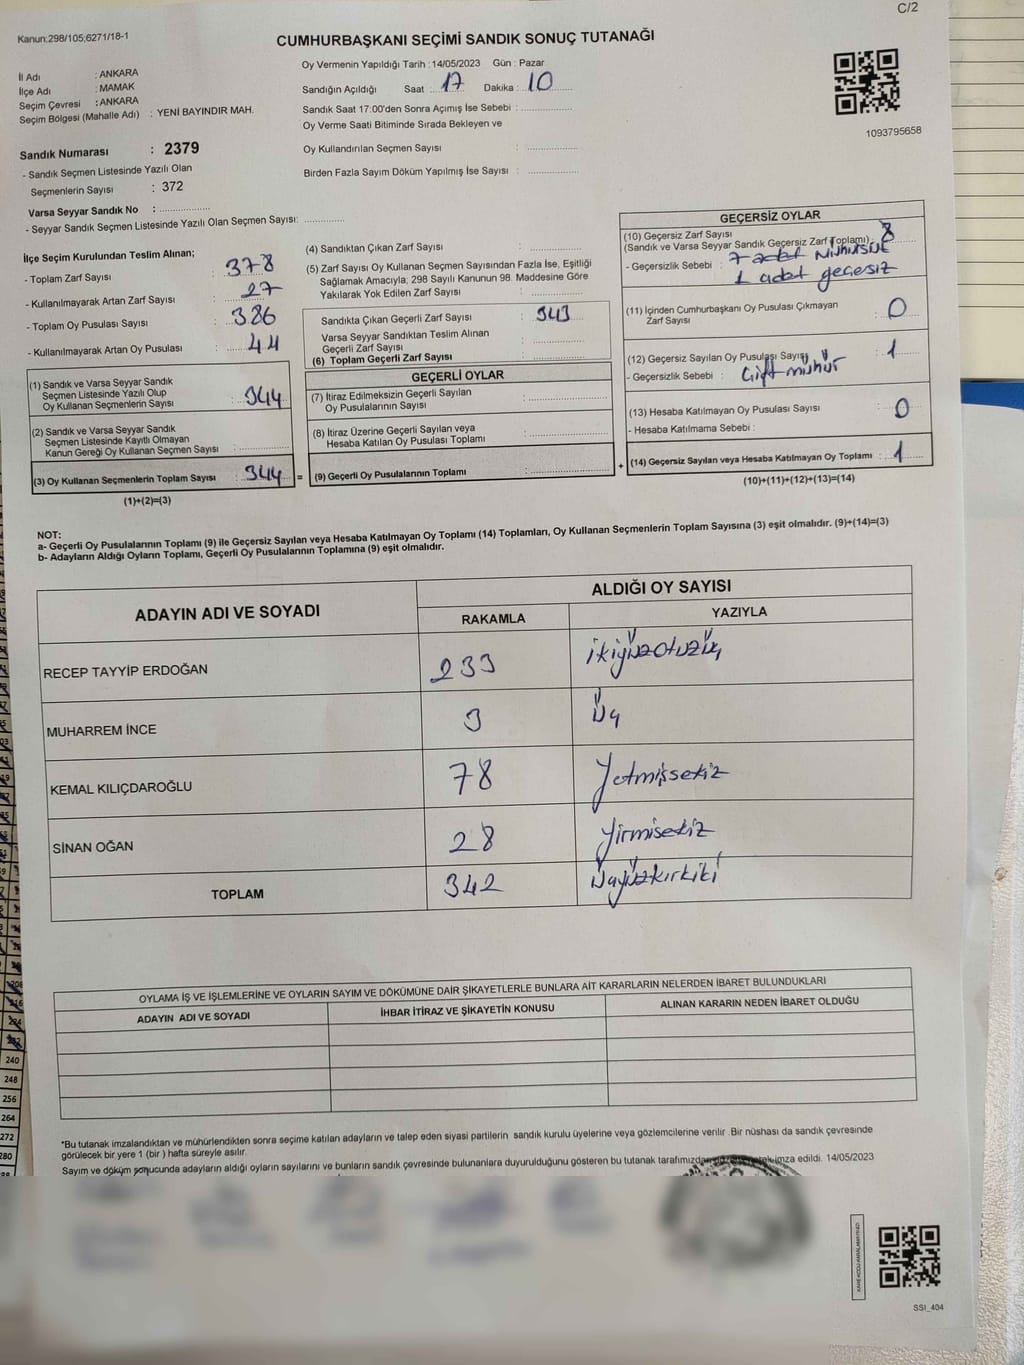 C/2
Kanun:298/105;6271/18-1
CUMHURBAŞKANI SEÇİMİ SANDIK SONUÇ TUTANAĞI
İl Adı : ANKARA
İlçe Adı : MAMAK
Seçim Çevresi : ANKARA
Seçim Bölgesi (Mahalle Adı) : YENİ BAYINDIR MAH.
Oy Vermenin Yapıldığı Tarih :14/05/2023 Gün : Pazar
Sandığın Açıldığı Saat : 17 Dakika : 10
Sandık Saat 17:00'den Sonra Açımış İse Sebebi :
Oy Verme Saati Bitiminde Sırada Bekleyen ve
Oy Kullandırılan Seçmen Sayısı :
Birden Fazla Sayım Döküm Yapılmış İse Sayısı :
1093795658
Sandık Numarası : 2379
- Sandık Seçmen Listesinde Yazılı Olan
Seçmenlerin Sayısı : 372
Varsa Seyyar Sandık No :
- Seyyar Sandık Seçmen Listesinde Yazılı Olan Seçmen Sayısı:
İlçe Seçim Kurulundan Teslim Alınan;
- Toplam Zarf Sayısı : 378
- Kullanılmayarak Artan Zarf Sayısı : 27
- Toplam Oy Pusulası Sayısı : 386
- Kullanılmayarak Artan Oy Pusulası : 44
(1) Sandık ve Varsa Seyyar Sandık
Seçmen Listesinde Yazılı Olup
Oy Kullanan Seçmenlerin Sayısı : 344
(2) Sandık ve Varsa Seyyar Sandık
Seçmen Listesinde Kayıtlı Olmayan
Kanun Gereği Oy Kullanan Seçmen Sayısı :
(3) Oy Kullanan Seçmenlerin Toplam Sayısı : 344 =
(1)+(2)=(3)
(4) Sandıktan Çıkan Zarf Sayısı :
(5) Zarf Sayısı Oy Kullanan Seçmen Sayısından Fazla İse, Eşitliği
Sağlamak Amacıyla, 298 Sayılı Kanunun 98. Maddesine Göre
Yakılarak Yok Edilen Zarf Sayısı :
Sandıkta Çıkan Geçerli Zarf Sayısı : 343
Varsa Seyyar Sandıktan Teslim Alınan
Geçerli Zarf Sayısı :
(6) Toplam Geçerli Zarf Sayısı :
GEÇERLİ OYLAR
(7) İtiraz Edilmeksizin Geçerli Sayılan
Oy Pusulalarının Sayısı :
(8) İtiraz Üzerine Geçerli Sayılan veya
Hesaba Katılan Oy Pusulası Toplamı :
(9) Geçerli Oy Pusulalarının Toplamı : +
GEÇERSİZ OYLAR
(10) Geçersiz Zarf Sayısı
(Sandık ve Varsa Seyyar Sandık Geçersiz Zarf Toplamı) : 8
- Geçersizlik Sebebi : 7 adet Mühürsüz
1 adet geçersiz
(11) İçinden Cumhurbaşkanı Oy Pusulası Çıkmayan
Zarf Sayısı : 0
(12) Geçersiz Sayılan Oy Pusulası Sayısı : 1
- Geçersizlik Sebebi : Çift mühür
(13) Hesaba Katılmayan Oy Pusulası Sayısı : 0
- Hesaba Katılmama Sebebi :
(14) Geçersiz Sayılan veya Hesaba Katılmayan Oy Toplamı : 1
(10)+(11)+(12)+(13)=(14)
NOT:
a- Geçerli Oy Pusulalarının Toplamı (9) ile Geçersiz Sayılan veya Hesaba Katılmayan Oy Toplamı (14) Toplamları, Oy Kullanan Seçmenlerin Toplam Sayısına (3) eşit olmalıdır. (9)+(14)=(3)
b- Adayların Aldığı Oyların Toplamı, Geçerli Oy Pusulalarının Toplamına (9) eşit olmalıdır.
ADAYIN ADI VE SOYADI
ALDIĞI OY SAYISI
RAKAMLA YAZIYLA
RECEP TAYYİP ERDOĞAN 233 ikiyüzotuzüç
MUHARREM İNCE 3 üç
KEMAL KILIÇDAROĞLU 78 Yetmişsekiz
SİNAN OĞAN 28 Yirmisekiz
TOPLAM 342 üçyüzkırkiki
OYLAMA İŞ VE İŞLEMLERİNE VE OYLARIN SAYIM VE DÖKÜMÜNE DAİR ŞİKAYETLERLE BUNLARA AİT KARARLARIN NELERDEN İBARET BULUNDUKLARI
ADAYIN ADI VE SOYADI İHBAR İTİRAZ VE ŞİKAYETİN KONUSU ALINAN KARARIN NEDEN İBARET OLDUĞU
*Bu tutanak imzalandıktan ve mühürlendikten sonra seçime katılan adayların ve talep eden siyasi partilerin sandık kurulu üyelerine veya gözlemcilerine verilir. Bir nüshası da sandık çevresinde
görülecek bir yere 1 (bir ) hafta süreyle asılır.
Sayım ve döküm sonucunda adayların aldığı oyların sayılarını ve bunların sandık çevresinde bulunanlara duyurulduğunu gösteren bu tutanak tarafımızdan imza edildi. 14/05/2023
240
248
256
264
272
280
SSI_404